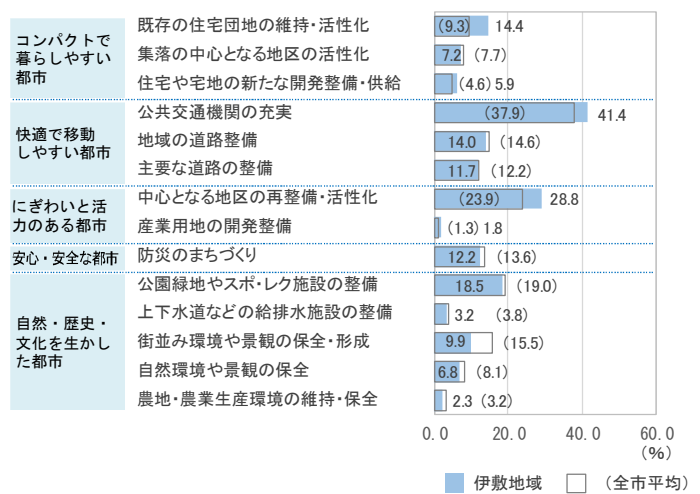 コンパクトで
暮らしやすい
都市
既存の住宅団地の維持・活性化 (9.3) 14.4
集落の中心となる地区の活性化 7.2 (7.7)
住宅や宅地の新たな開発整備・供給 (4.6) 5.9
快適で移動
しやすい都市
公共交通機関の充実 (37.9) 41.4
地域の道路整備 14.0 (14.6)
主要な道路の整備 11.7 (12.2)
にぎわいと活
力のある都市
中心となる地区の再整備・活性化 (23.9) 28.8
産業用地の開発整備 (1.3) 1.8
安心・安全な都市
防災のまちづくり 12.2 (13.6)
自然・歴史・
文化を生かし
た都市
公園緑地やスポ・レク施設の整備 18.5 (19.0)
上下水道などの給排水施設の整備 3.2 (3.8)
街並み環境や景観の保全・形成 9.9 (15.5)
自然環境や景観の保全 6.8 (8.1)
農地・農業生産環境の維持・保全 2.3 (3.2)
0.0 20.0 40.0 60.0
(%)
伊敷地域 (全市平均)